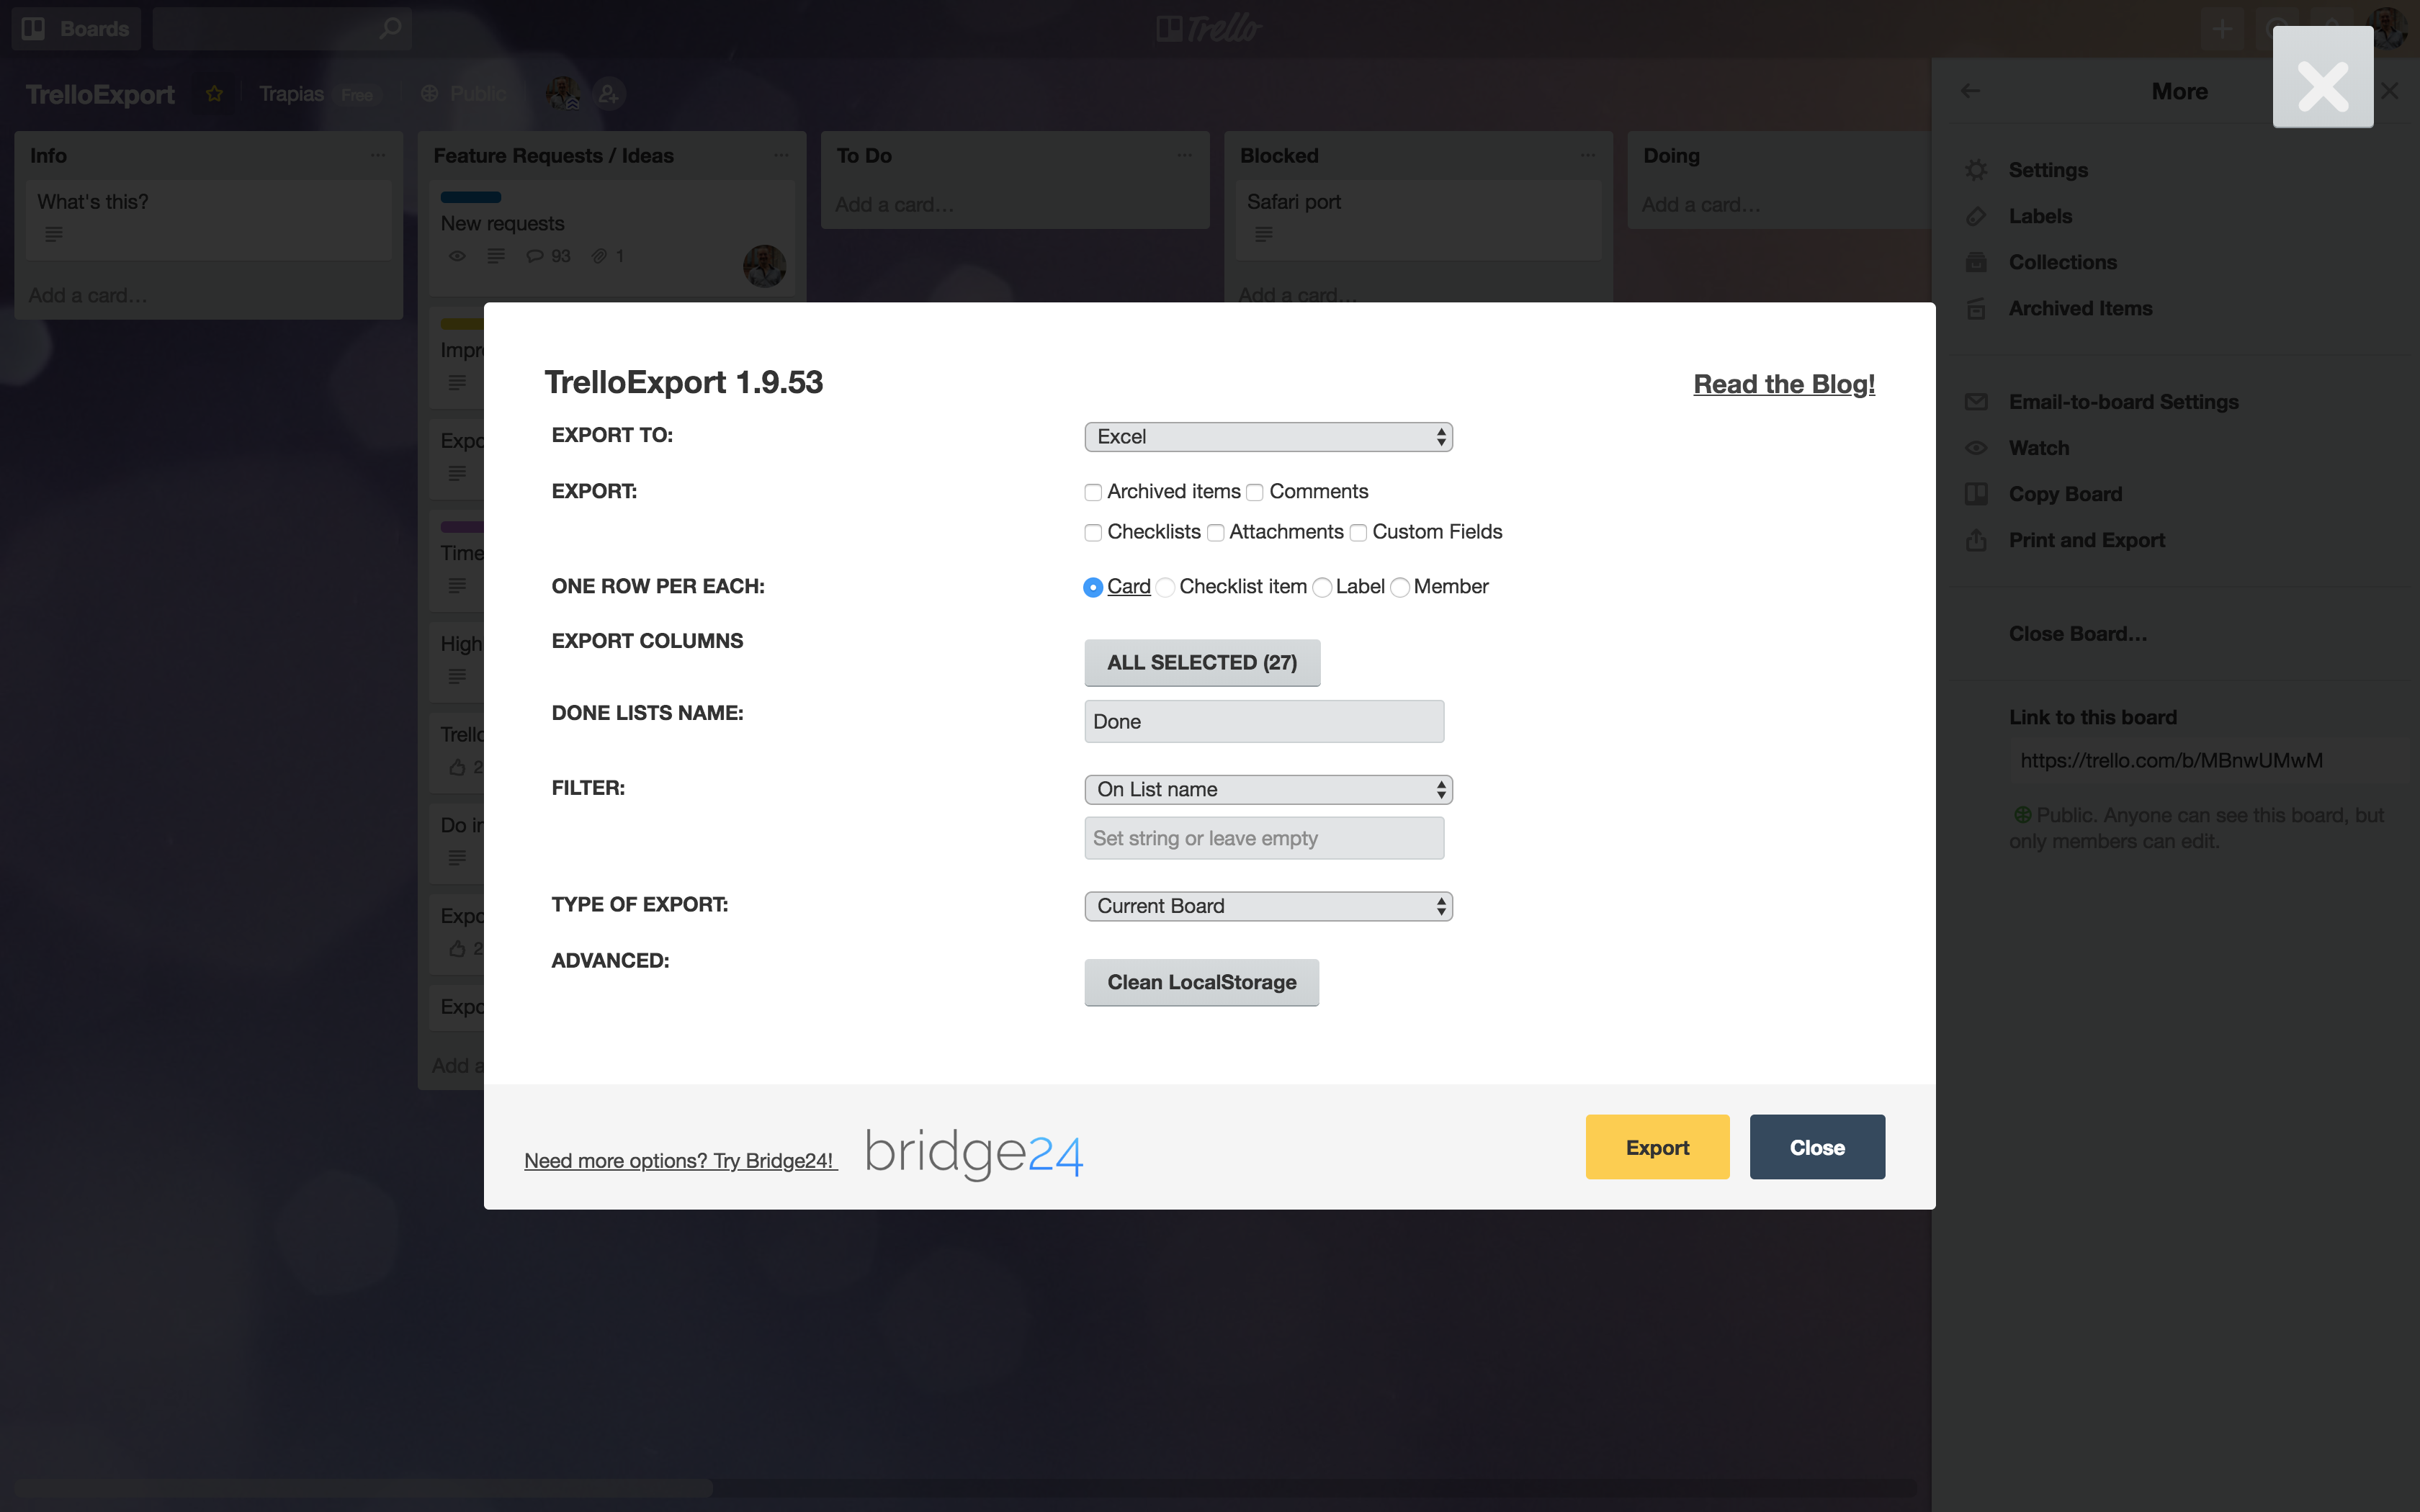 Boards
Trello
TrelloExport
Trapias Free
Public
More
Info
What's this?
Add a card...
Feature Requests / Ideas
New requests
93 1
To Do
Add a card...
Blocked
Safari port
Add a card...
Doing
Add a card...
Settings
Labels
Collections
Archived Items
Email-to-board Settings
Watch
Copy Board
Print and Export
Close Board...
Link to this board
https://trello.com/b/MBnwUMwM
Public. Anyone can see this board, but
only members can edit.
Impr
Expo
Time
High
Trello
2
Do in
Expo
2
Expo
Add a
TrelloExport 1.9.53
Read the Blog!
EXPORT TO:
Excel
EXPORT:
Archived items Comments
Checklists Attachments Custom Fields
ONE ROW PER EACH:
Card Checklist item Label Member
EXPORT COLUMNS
ALL SELECTED (27)
DONE LISTS NAME:
Done
FILTER:
On List name
Set string or leave empty
TYPE OF EXPORT:
Current Board
ADVANCED:
Clean LocalStorage
Need more options? Try Bridge24!
bridge24
Export
Close